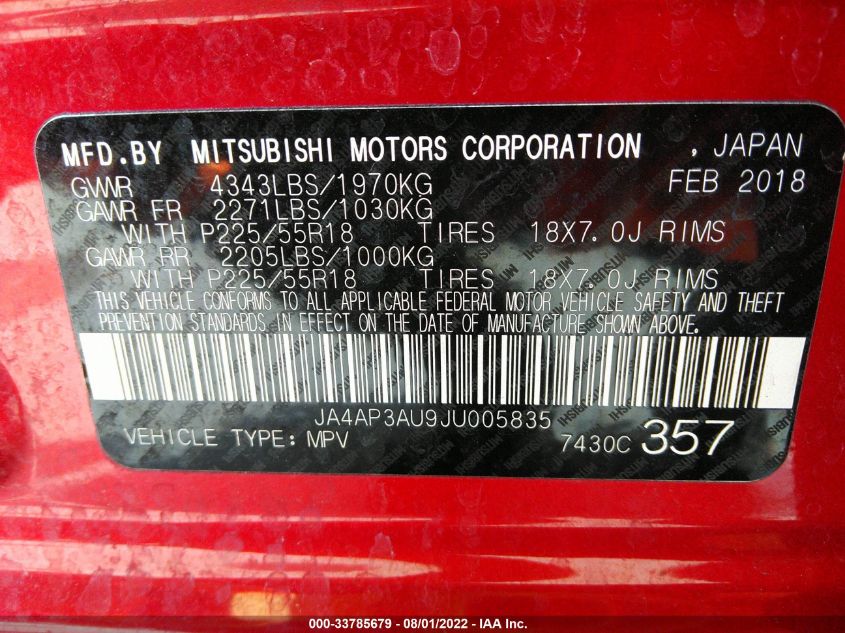 MFD.BY MITSUBISHI MOTORS CORPORATION , JAPAN
GVWR 4343LBS/1970KG FEB 2018
GAWR FR 2271LBS/1030KG
WITH P225/55R18 TIRES 18X7.0J RIMS
GAWR RR 2205LBS/1000KG
WITH P225/55R18 TIRES 18X7.0J RIMS
THIS VEHICLE CONFORMS TO ALL APPLICABLE FEDERAL MOTOR VEHICLE SAFETY AND THEFT
PREVENTION STANDARDS IN EFFECT ON THE DATE OF MANUFACTURE SHOWN ABOVE.
JA4AP3AU9JU005835
VEHICLE TYPE: MPV 7430C 357
000-33785679 - 08/01/2022 - IAA Inc.